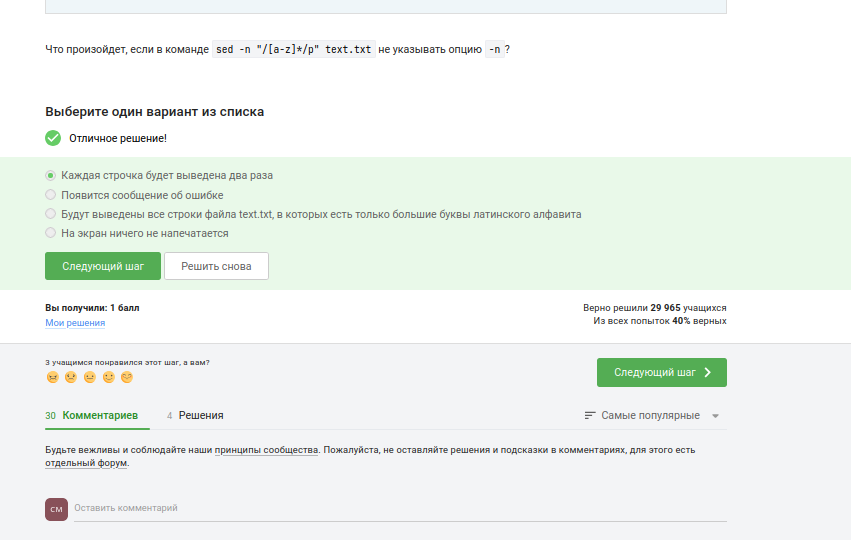 Что произойдет, если в команде sed -n "/[a-z]*/p" text.txt не указывать опцию -n?
Выберите один вариант из списка
Отличное решение!
Каждая строчка будет выведена два раза
Появится сообщение об ошибке
Будут выведены все строки файла text.txt, в которых есть только большие буквы латинского алфавита
На экран ничего не напечатается
Следующий шаг Решить снова
Вы получили: 1 балл Верно решили 29 965 учащихся
Мои решения Из всех попыток 40% верных
3 учащимся понравился этот шаг, а вам?
Следующий шаг
30 Комментариев 4 Решения Самые популярные
Будьте вежливы и соблюдайте наши принципы сообщества. Пожалуйста, не оставляйте решения и подсказки в комментариях, для этого есть
отдельный форум.
СМ Оставить комментарий